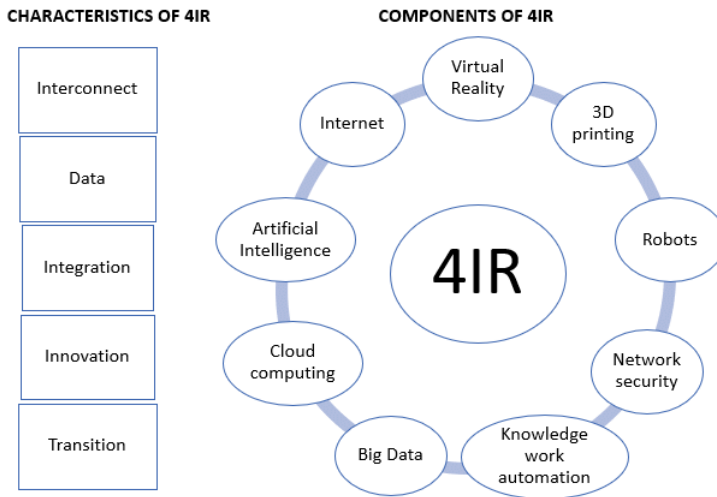 CHARACTERISTICS OF 4IR
Interconnect
Data
Integration
Innovation
Transition
COMPONENTS OF 4IR
Virtual
Reality
3D
printing
Robots
Network
security
Knowledge
work
automation
Big Data
Cloud
computing
Artificial
Intelligence
Internet
4IR